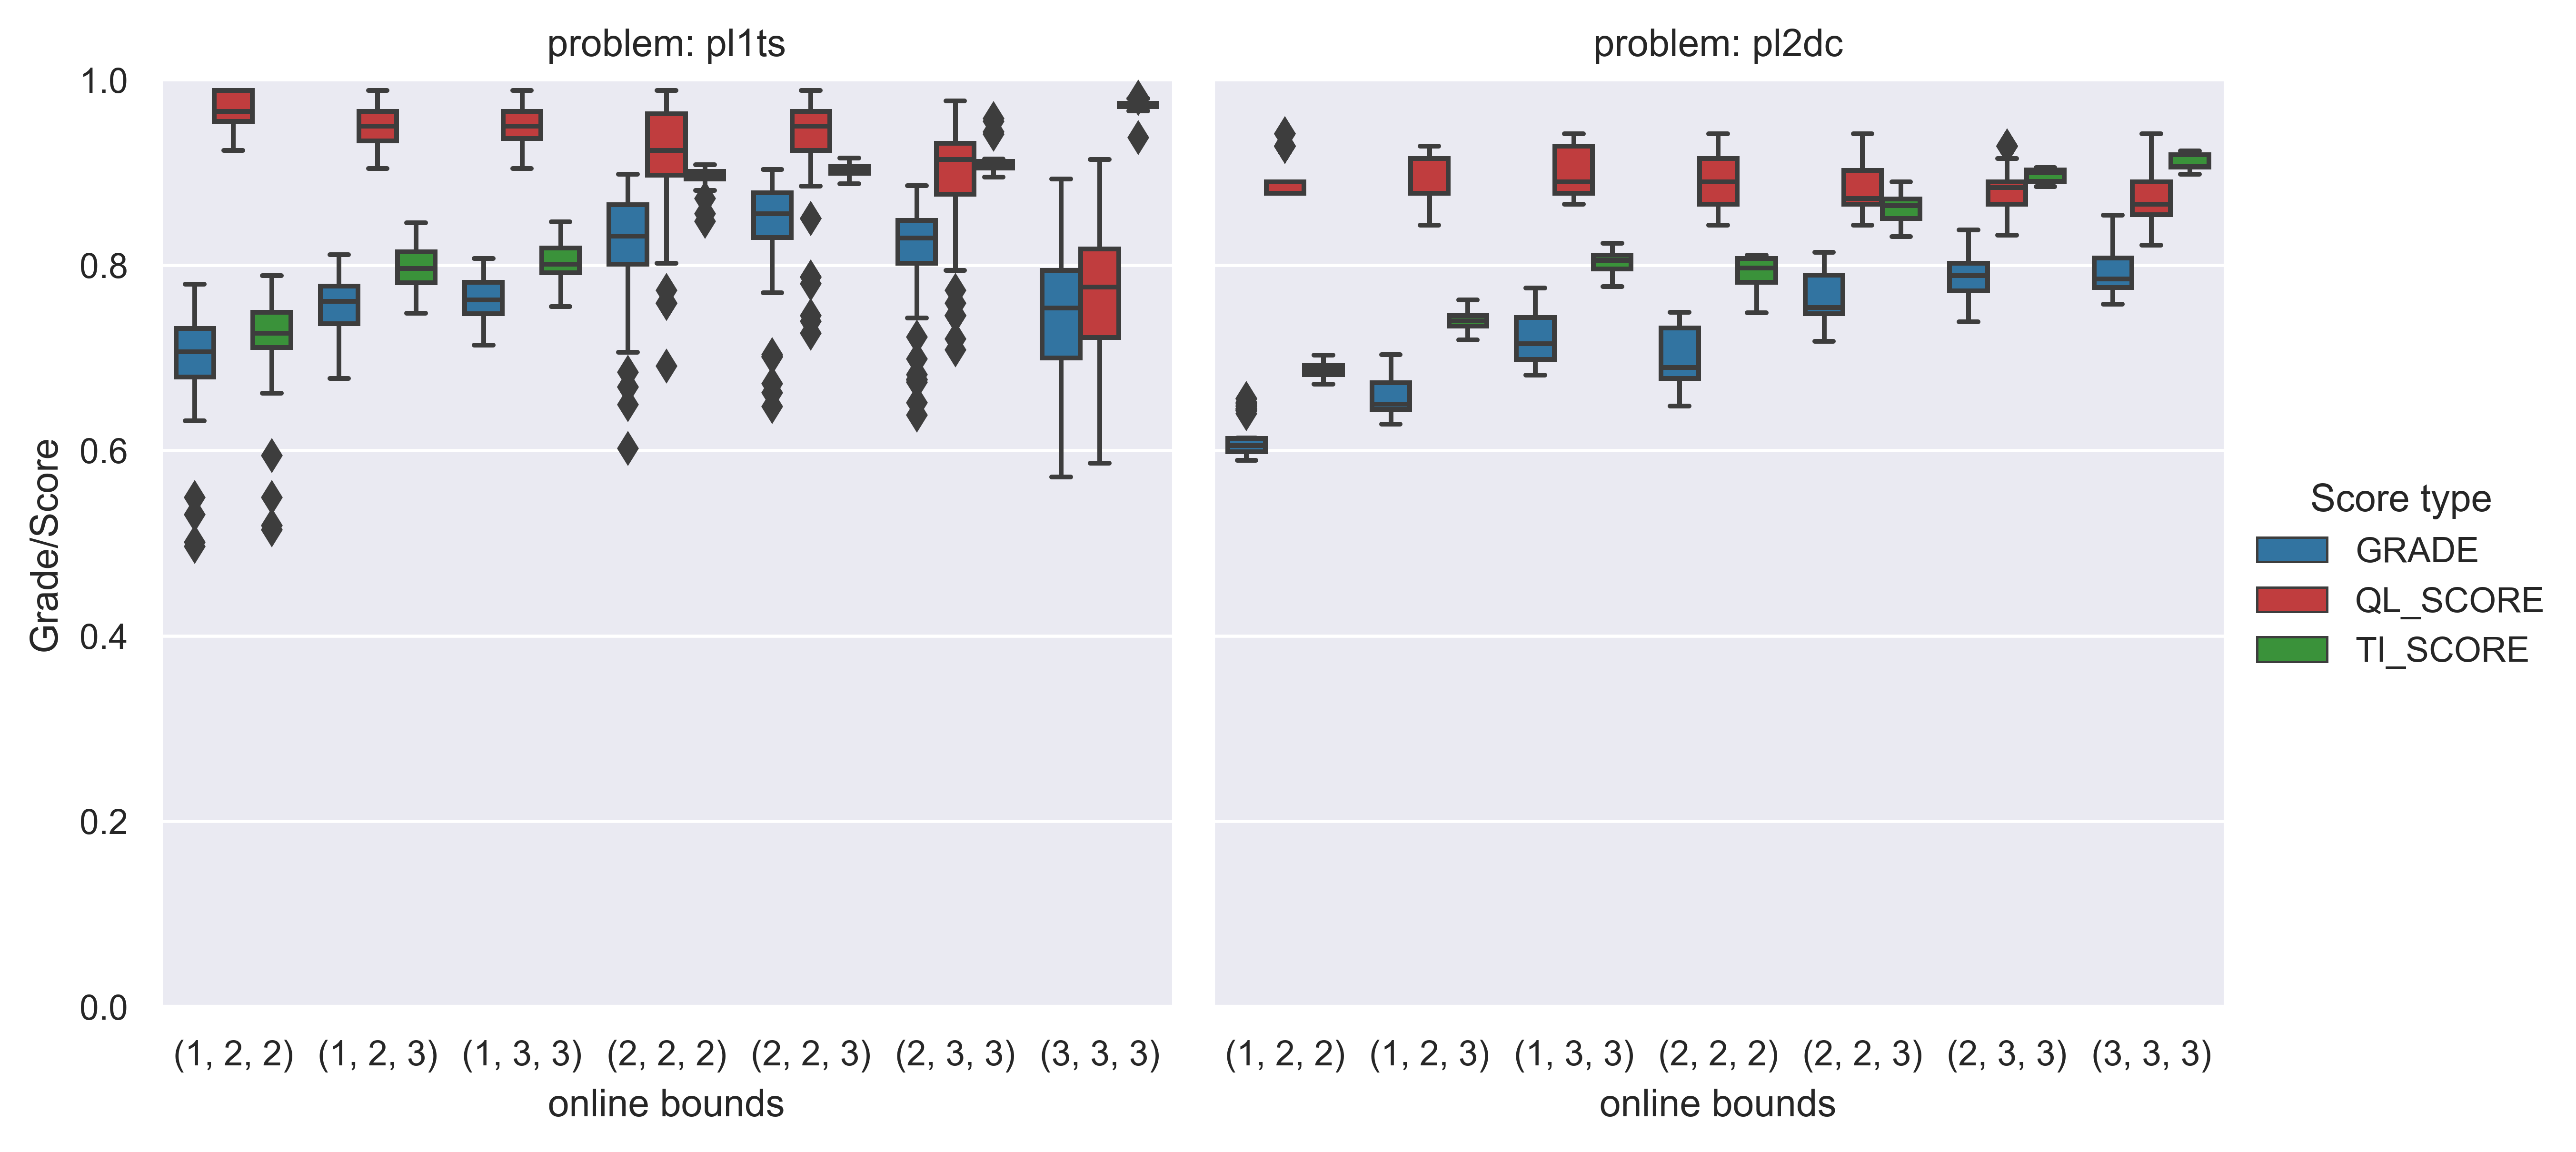 problem: pl1ts
problem: pl2dc
Grade/Score
1.0
0.8
0.6
0.4
0.2
0.0
(1, 2, 2) (1, 2, 3) (1, 3, 3) (2, 2, 2) (2, 2, 3) (2, 3, 3) (3, 3, 3)
online bounds
(1, 2, 2) (1, 2, 3) (1, 3, 3) (2, 2, 2) (2, 2, 3) (2, 3, 3) (3, 3, 3)
online bounds
Score type
GRADE
QL_SCORE
TI_SCORE